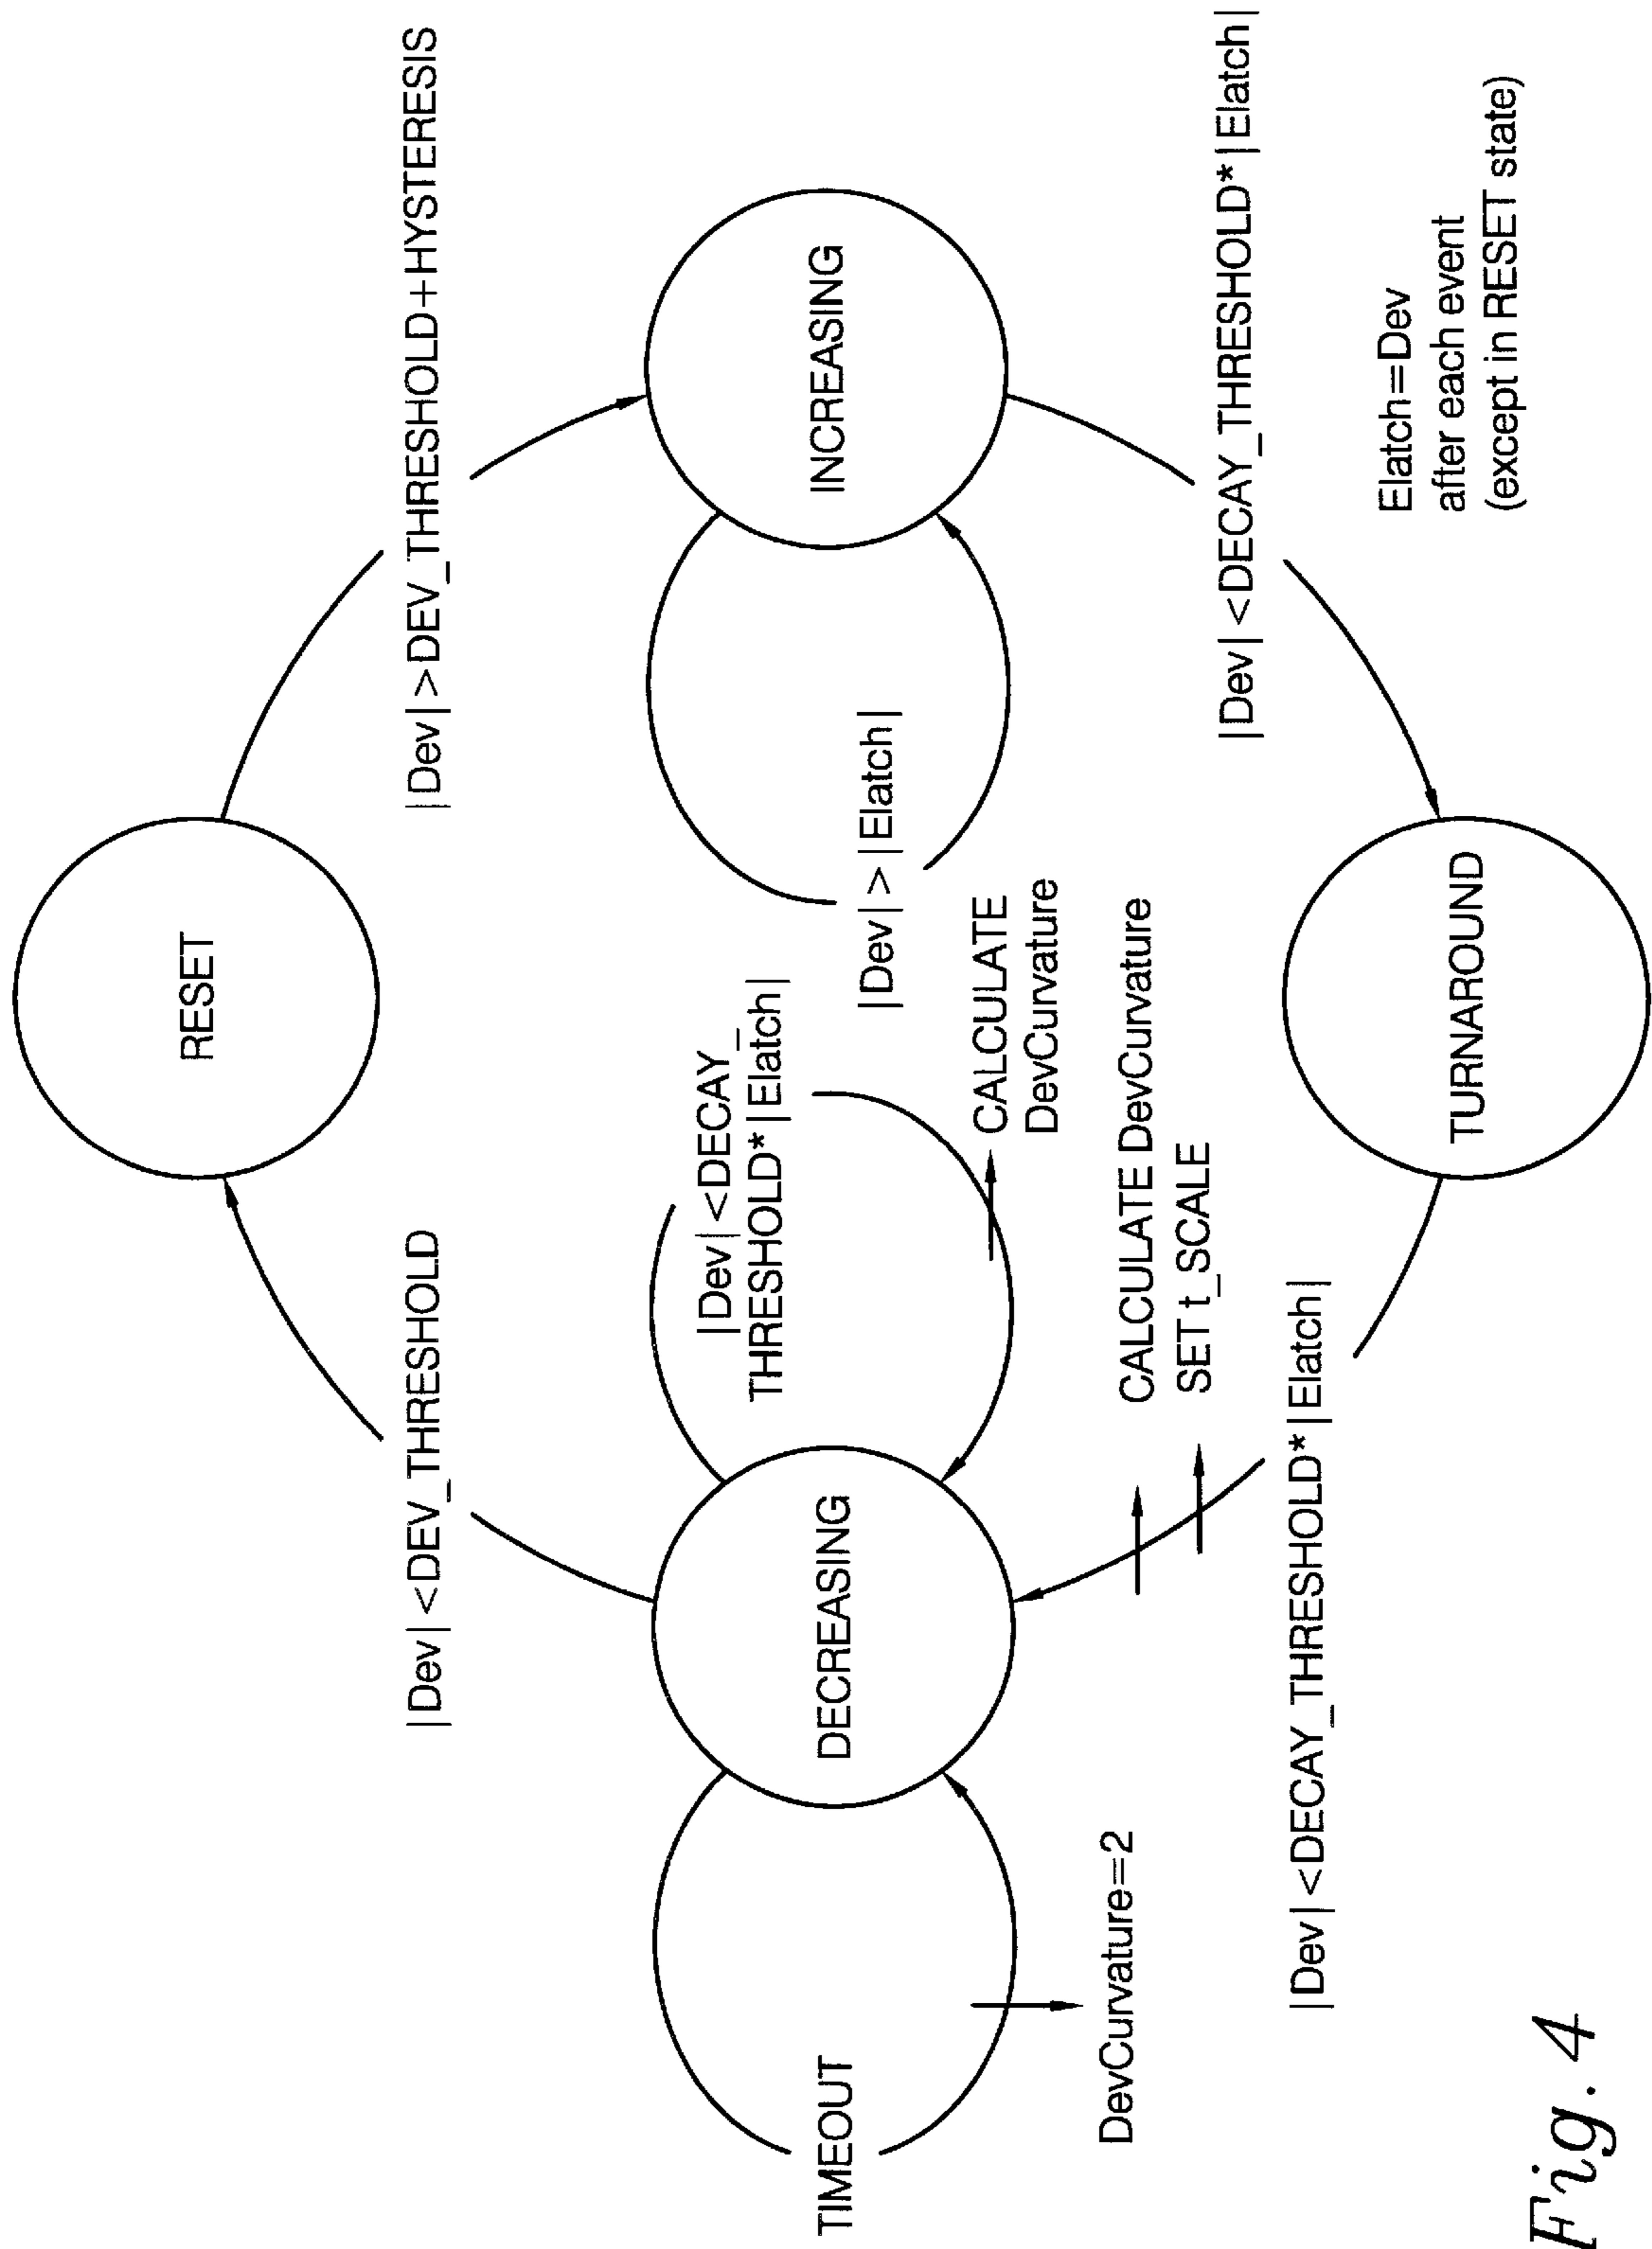 RESET
|Dev|<DEV_THRESHOLD
|Dev|>DEV_THRESHOLD+HYSTERESIS
TIMEOUT
DevCurvature=2
DECREASING
|Dev|<DECAY_
THRESHOLD*|Elatch|
CALCULATE
DevCurvature
|Dev|>|Elatch|
INCREASING
CALCULATE DevCurvature
SET t_SCALE
|Dev|<DECAY_THRESHOLD*|Elatch|
|Dev|<DECAY_THRESHOLD*|Elatch|
TURNAROUND
Elatch=Dev
after each event
(except in RESET state)
Fig. 4